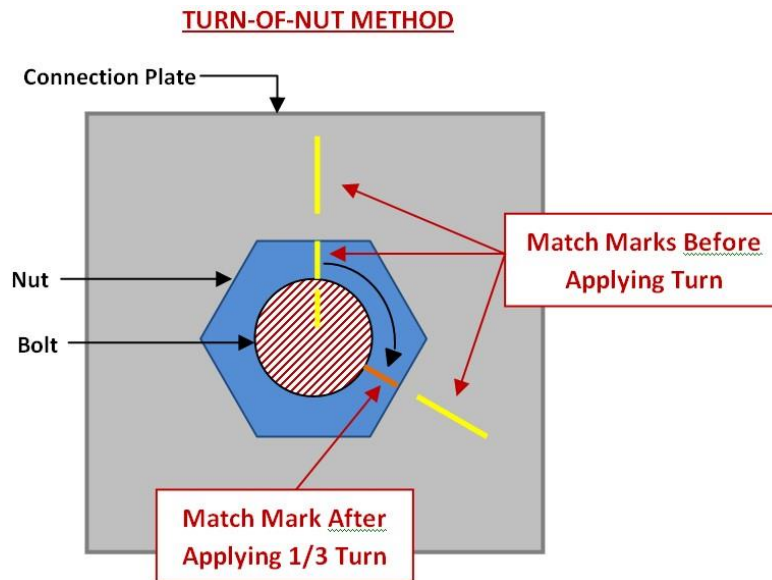 TURN-OF-NUT METHOD
Connection Plate
Match Marks Before
Applying Turn
Nut
Bolt
Match Mark After
Applying 1/3 Turn